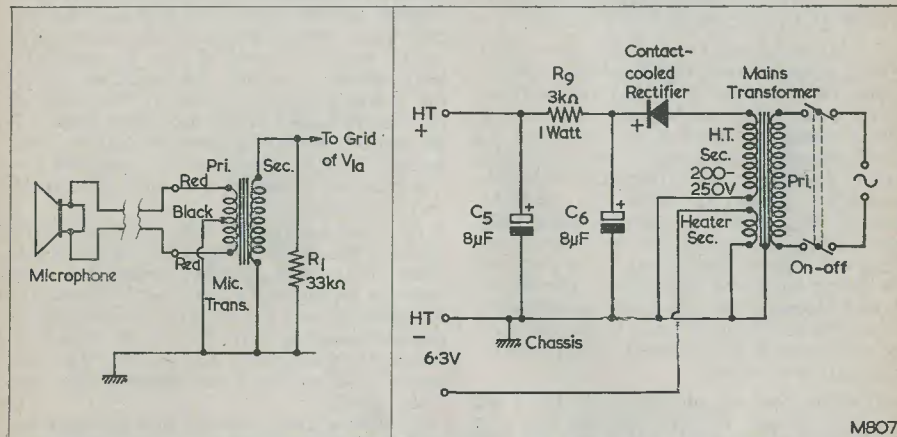 Pri.
Sec.
To Grid
of V1a
Red
Black
Red
Microphone
Mic.
Trans.
R1
33kΩ
HT
+
R9
3kΩ
1 Watt
Contact-
cooled
Rectifier
+
Mains
Transformer
H.T.
Sec.
200-
250V
Pri.
Heater
Sec.
C5
8μF
+
C6
8μF
+
On-off
HT
-
Chassis
6·3V
M807